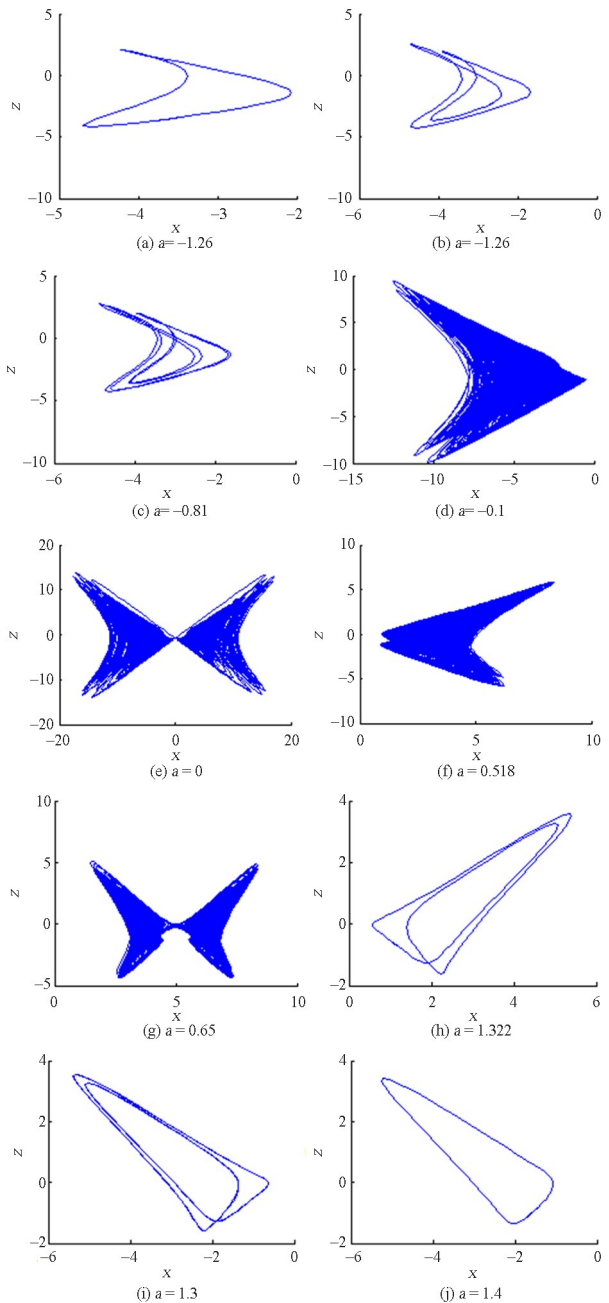 5 5
0 0
Z Z
−5 −5
−10 −10
−5 −4 −3 −2 −6 −4 −2 0
X X
(a) a= −1.26 (b) a= −1.26
5 10
0 5
Z Z 0
−5 −5
−10 −10
−6 −4 −2 0 −15 −10 −5 0
X X
(c) a= −0.81 (d) a= −0.1
20 10
10 5
Z 0 Z 0
−10 −5
−20 −10
−20 0 20 0 5 10
X X
(e) a = 0 (f) a = 0.518
10 4
5 2
Z Z
0 0
−5 −2
0 5 10 0 2 4 6
X X
(g) a = 0.65 (h) a = 1.322
4 4
2 2
Z Z
0 0
−2 −2
−6 −4 −2 0 −6 −4 −2 0
X X
(i) a = 1.3 (j) a = 1.4